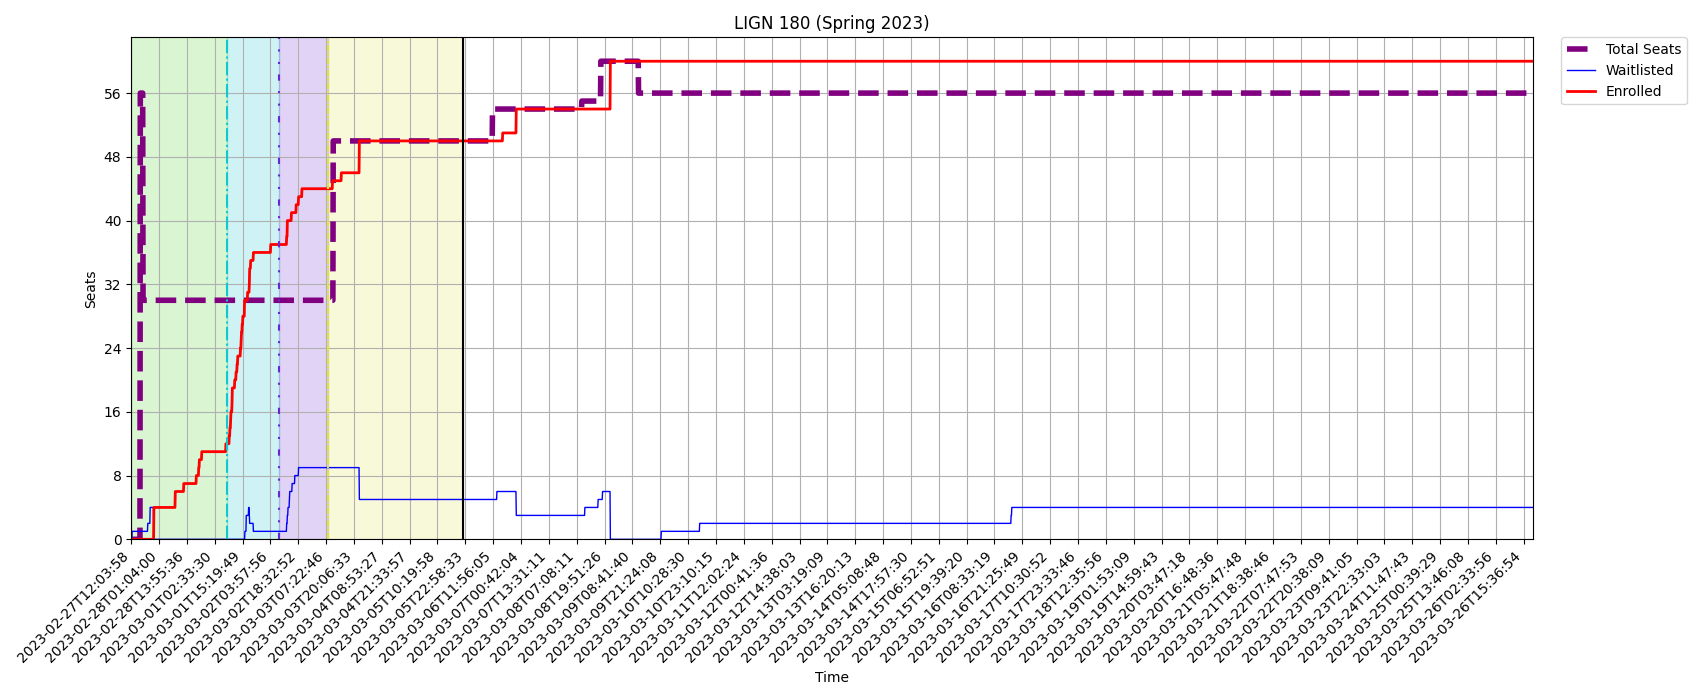 LIGN 180 (Spring 2023)
Total Seats
Waitlisted
Enrolled
Seats
56
48
40
32
24
16
8
0
2023-02-27T12:03:58
2023-02-28T01:04:00
2023-02-28T13:55:36
2023-03-01T02:33:30
2023-03-01T15:19:49
2023-03-02T03:57:56
2023-03-02T18:32:52
2023-03-03T07:22:46
2023-03-03T20:06:33
2023-03-04T08:53:27
2023-03-04T21:33:57
2023-03-05T10:19:58
2023-03-05T22:58:33
2023-03-06T11:56:05
2023-03-07T00:42:04
2023-03-07T13:31:11
2023-03-08T07:08:11
2023-03-08T19:51:26
2023-03-09T08:41:40
2023-03-09T21:24:08
2023-03-10T10:28:30
2023-03-10T23:10:15
2023-03-11T12:02:24
2023-03-12T00:41:36
2023-03-12T14:38:03
2023-03-13T03:19:09
2023-03-13T16:20:13
2023-03-14T05:08:48
2023-03-14T17:57:30
2023-03-15T06:52:51
2023-03-15T19:39:20
2023-03-16T08:33:19
2023-03-16T21:25:49
2023-03-17T10:30:52
2023-03-17T23:33:46
2023-03-18T12:35:56
2023-03-19T01:53:09
2023-03-19T14:59:43
2023-03-20T03:47:18
2023-03-20T16:48:36
2023-03-21T05:47:48
2023-03-21T18:38:46
2023-03-22T07:47:53
2023-03-22T20:38:09
2023-03-23T09:41:05
2023-03-23T22:33:03
2023-03-24T11:47:43
2023-03-25T00:39:29
2023-03-25T13:46:08
2023-03-26T02:33:56
2023-03-26T15:36:54
Time